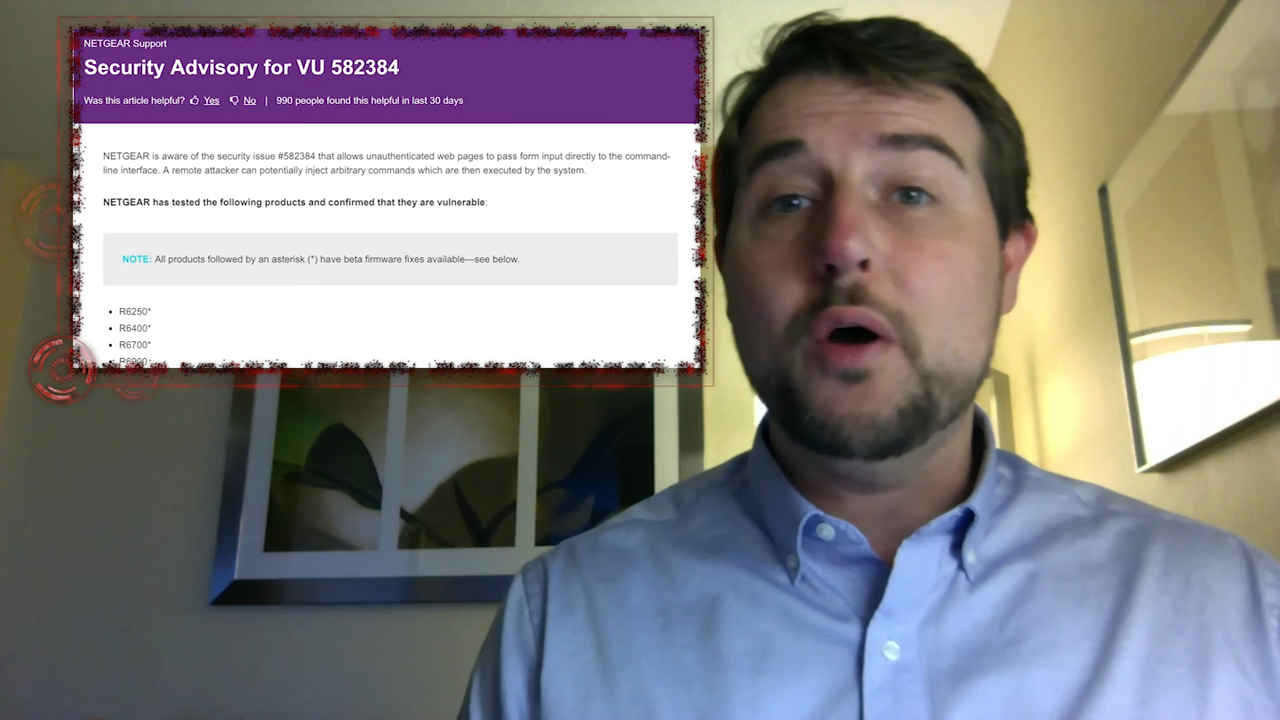 NETGEAR Support
Security Advisory for VU 582384
Was this article helpful? Yes No | 990 people found this helpful in last 30 days
NETGEAR is aware of the security issue #582384 that allows unauthenticated web pages to pass form input directly to the command-
line interface. A remote attacker can potentially inject arbitrary commands which are then executed by the system.
NETGEAR has tested the following products and confirmed that they are vulnerable:
NOTE: All products followed by an asterisk (*) have beta firmware fixes available—see below.
• R6250*
• R6400*
• R6700*